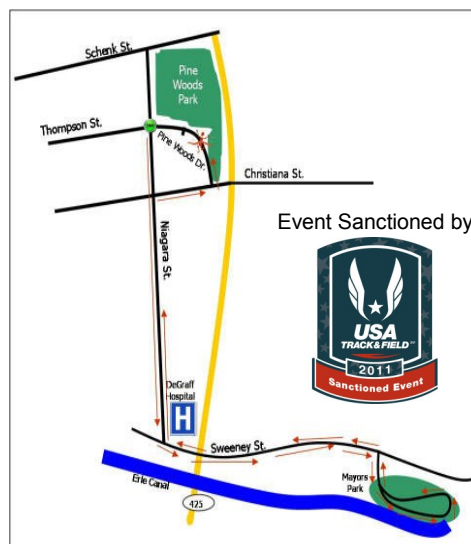 Schenk St.
Pine
Woods
Park
Thompson St.
Pine Woods Dr.
Christiana St.
Niagara St.
Event Sanctioned by
USA
TRACK&FIELD™
2011
Sanctioned Event
DeGraff
Hospital
H
Sweeney St.
Mayors
Park
Erie Canal
425